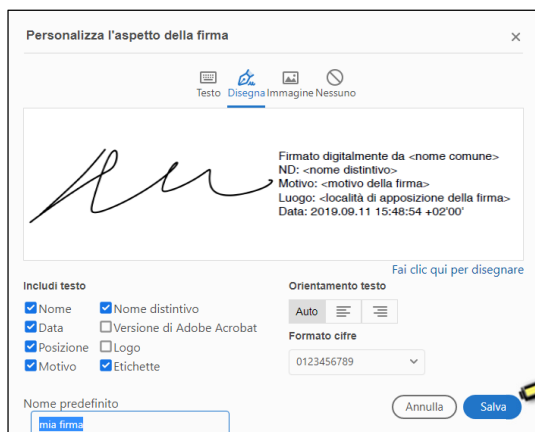 Personalizza l'aspetto della firma
Testo Disegna Immagine Nessuno
Firmato digitalmente da <nome comune>
ND: <nome distintivo>
Motivo: <motivo della firma>
Luogo: <località di apposizione della firma>
Data: 2019.09.11 15:48:54 +02'00'
Fai clic qui per disegnare
Includi testo
Nome Nome distintivo
Data Versione di Adobe Acrobat
Posizione Logo
Motivo Etichette
Orientamento testo
Auto
Formato cifre
0123456789
Nome predefinito
mia firma
Annulla Salva